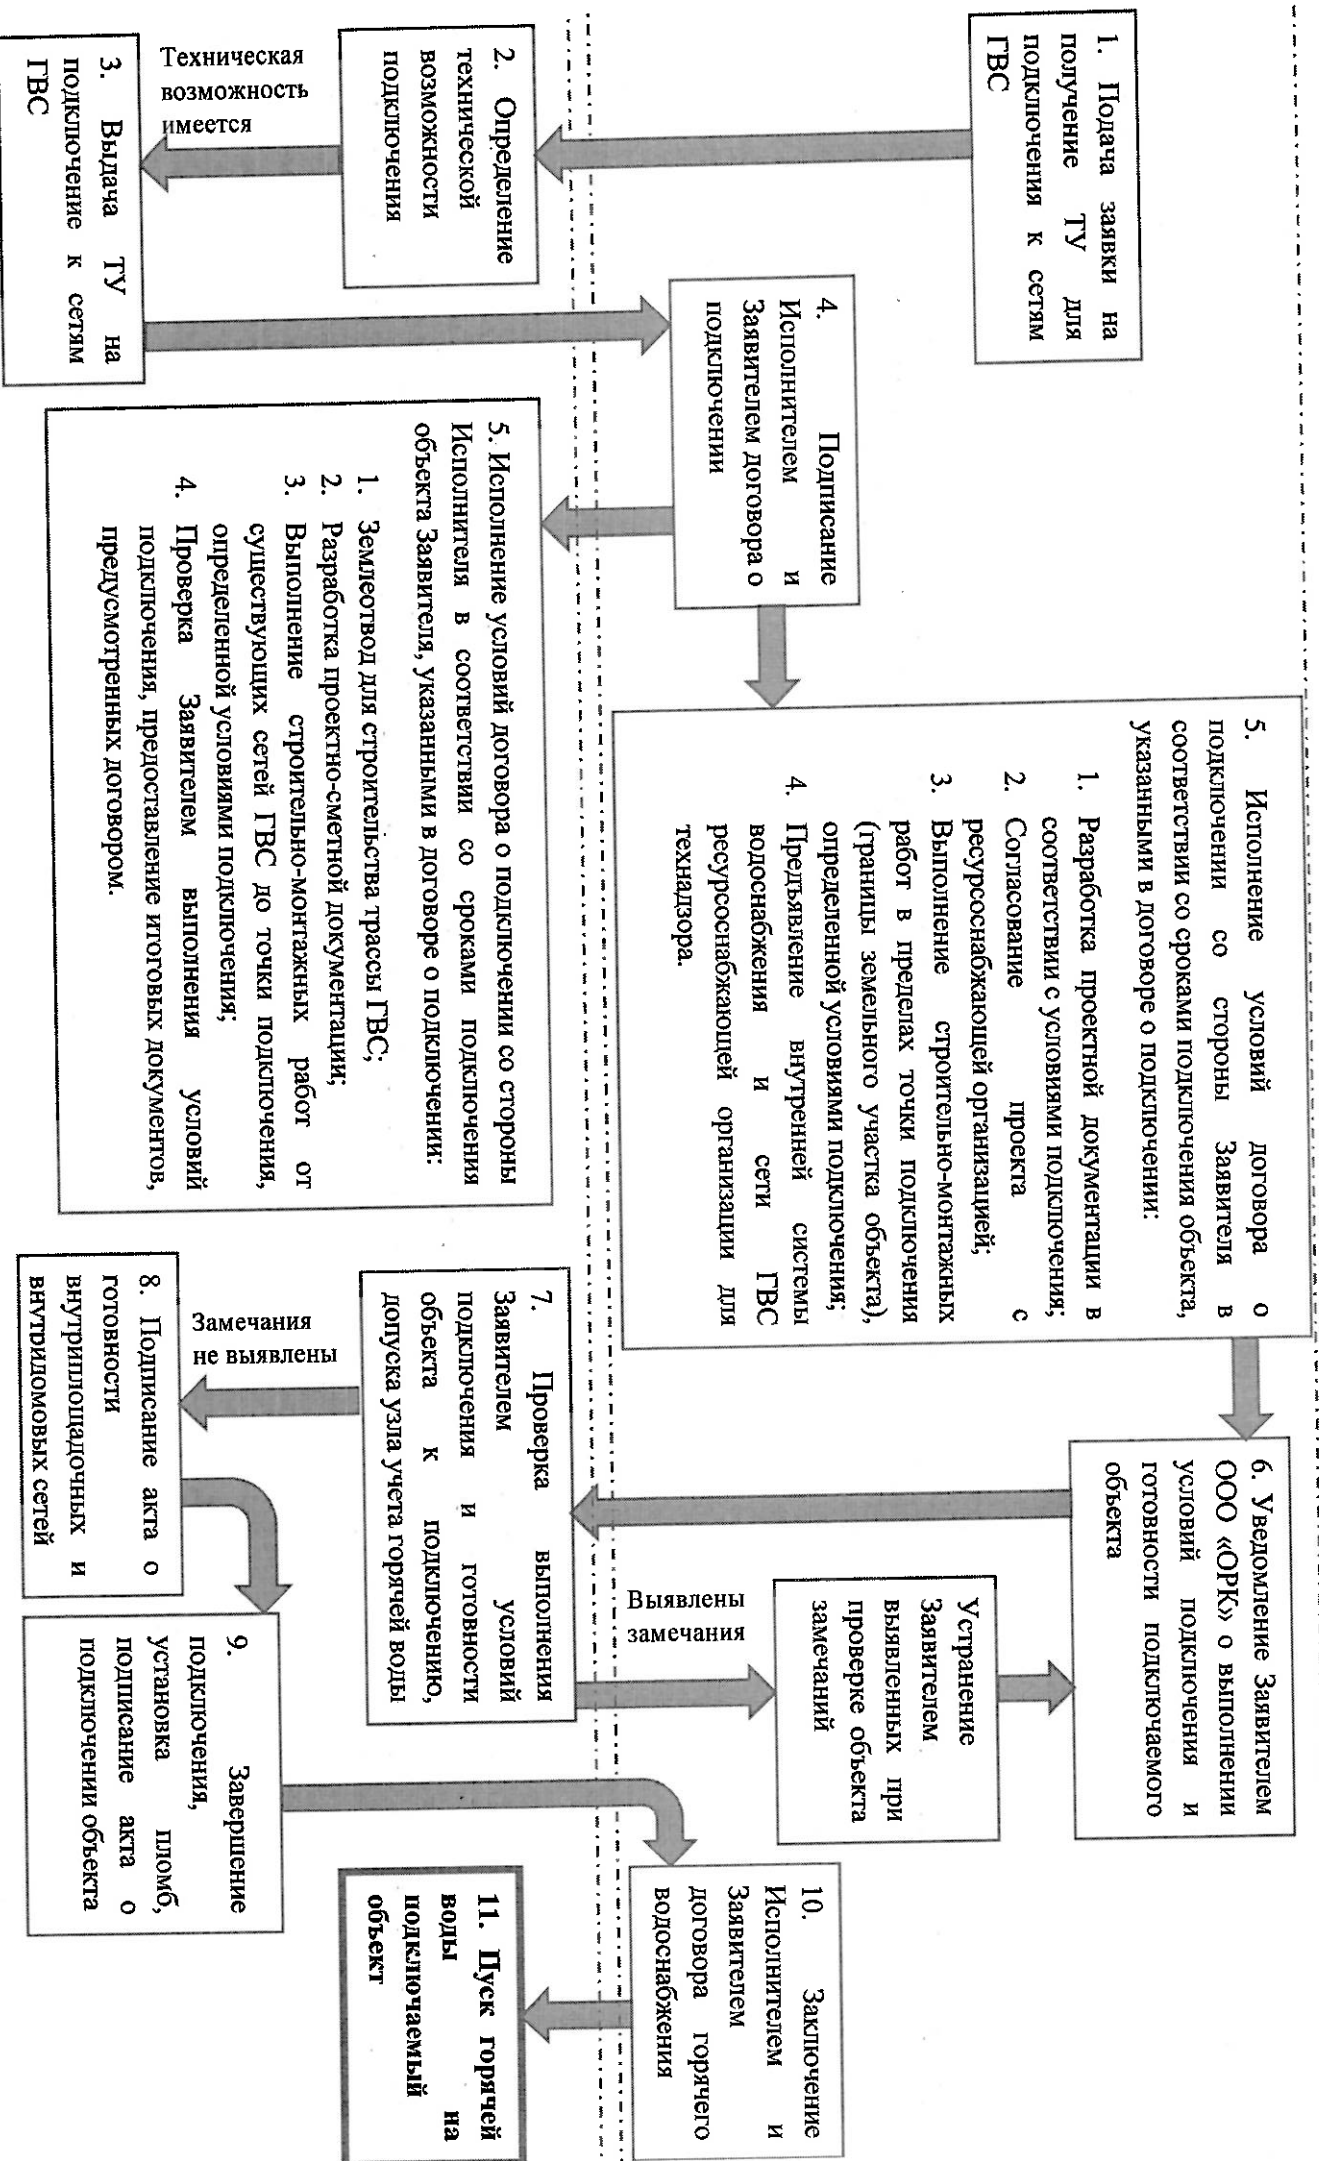 1. Подача заявки на
получение ТУ для
подключения к сетям
ГВС
2. Определение
технической
возможности
подключения
Техническая
возможность
имеется
3. Выдача ТУ на
подключение к сетям
ГВС
4. Подписание
Исполнителем и
Заявителем договора о
подключении
5. Исполнение условий договора о
подключении со стороны Заявителя в
соответствии со сроками подключения объекта,
указанными в договоре о подключении:
1. Разработка проектной документации в
соответствии с условиями подключения;
2. Согласование проекта с
ресурсоснабжающей организацией;
3. Выполнение строительно-монтажных
работ в пределах точки подключения
(границы земельного участка объекта),
определенной условиями подключения;
4. Предъявление внутренней системы
водоснабжения и сети ГВС
ресурсоснабжающей организации для
технадзора.
5. Исполнение условий договора о подключении со стороны
Исполнителя в соответствии со сроками подключения
объекта Заявителя, указанными в договоре о подключении:
1. Землеотвод для строительства трассы ГВС;
2. Разработка проектно-сметной документации;
3. Выполнение строительно-монтажных работ от
существующих сетей ГВС до точки подключения,
определенной условиями подключения;
4. Проверка Заявителем выполнения условий
подключения, предоставление итоговых документов,
предусмотренных договором.
6. Уведомление Заявителем
ООО «ОРК» о выполнении
условий подключения и
готовности подключаемого
объекта
Устранение
Заявителем
выявленных при
проверке объекта
замечаний
Выявлены
замечания
7. Проверка выполнения
Заявителем условий
подключения и готовности
объекта к подключению,
допуска узла учета горячей воды
Замечания
не выявлены
8. Подписание акта о
готовности
внутриплощадочных и
внутридомовых сетей
9. Завершение
подключения,
установка пломб,
подписание акта о
подключении объекта
10. Заключение
Исполнителем и
Заявителем
договора горячего
водоснабжения
11. Пуск горячей
воды на
подключаемый
объект